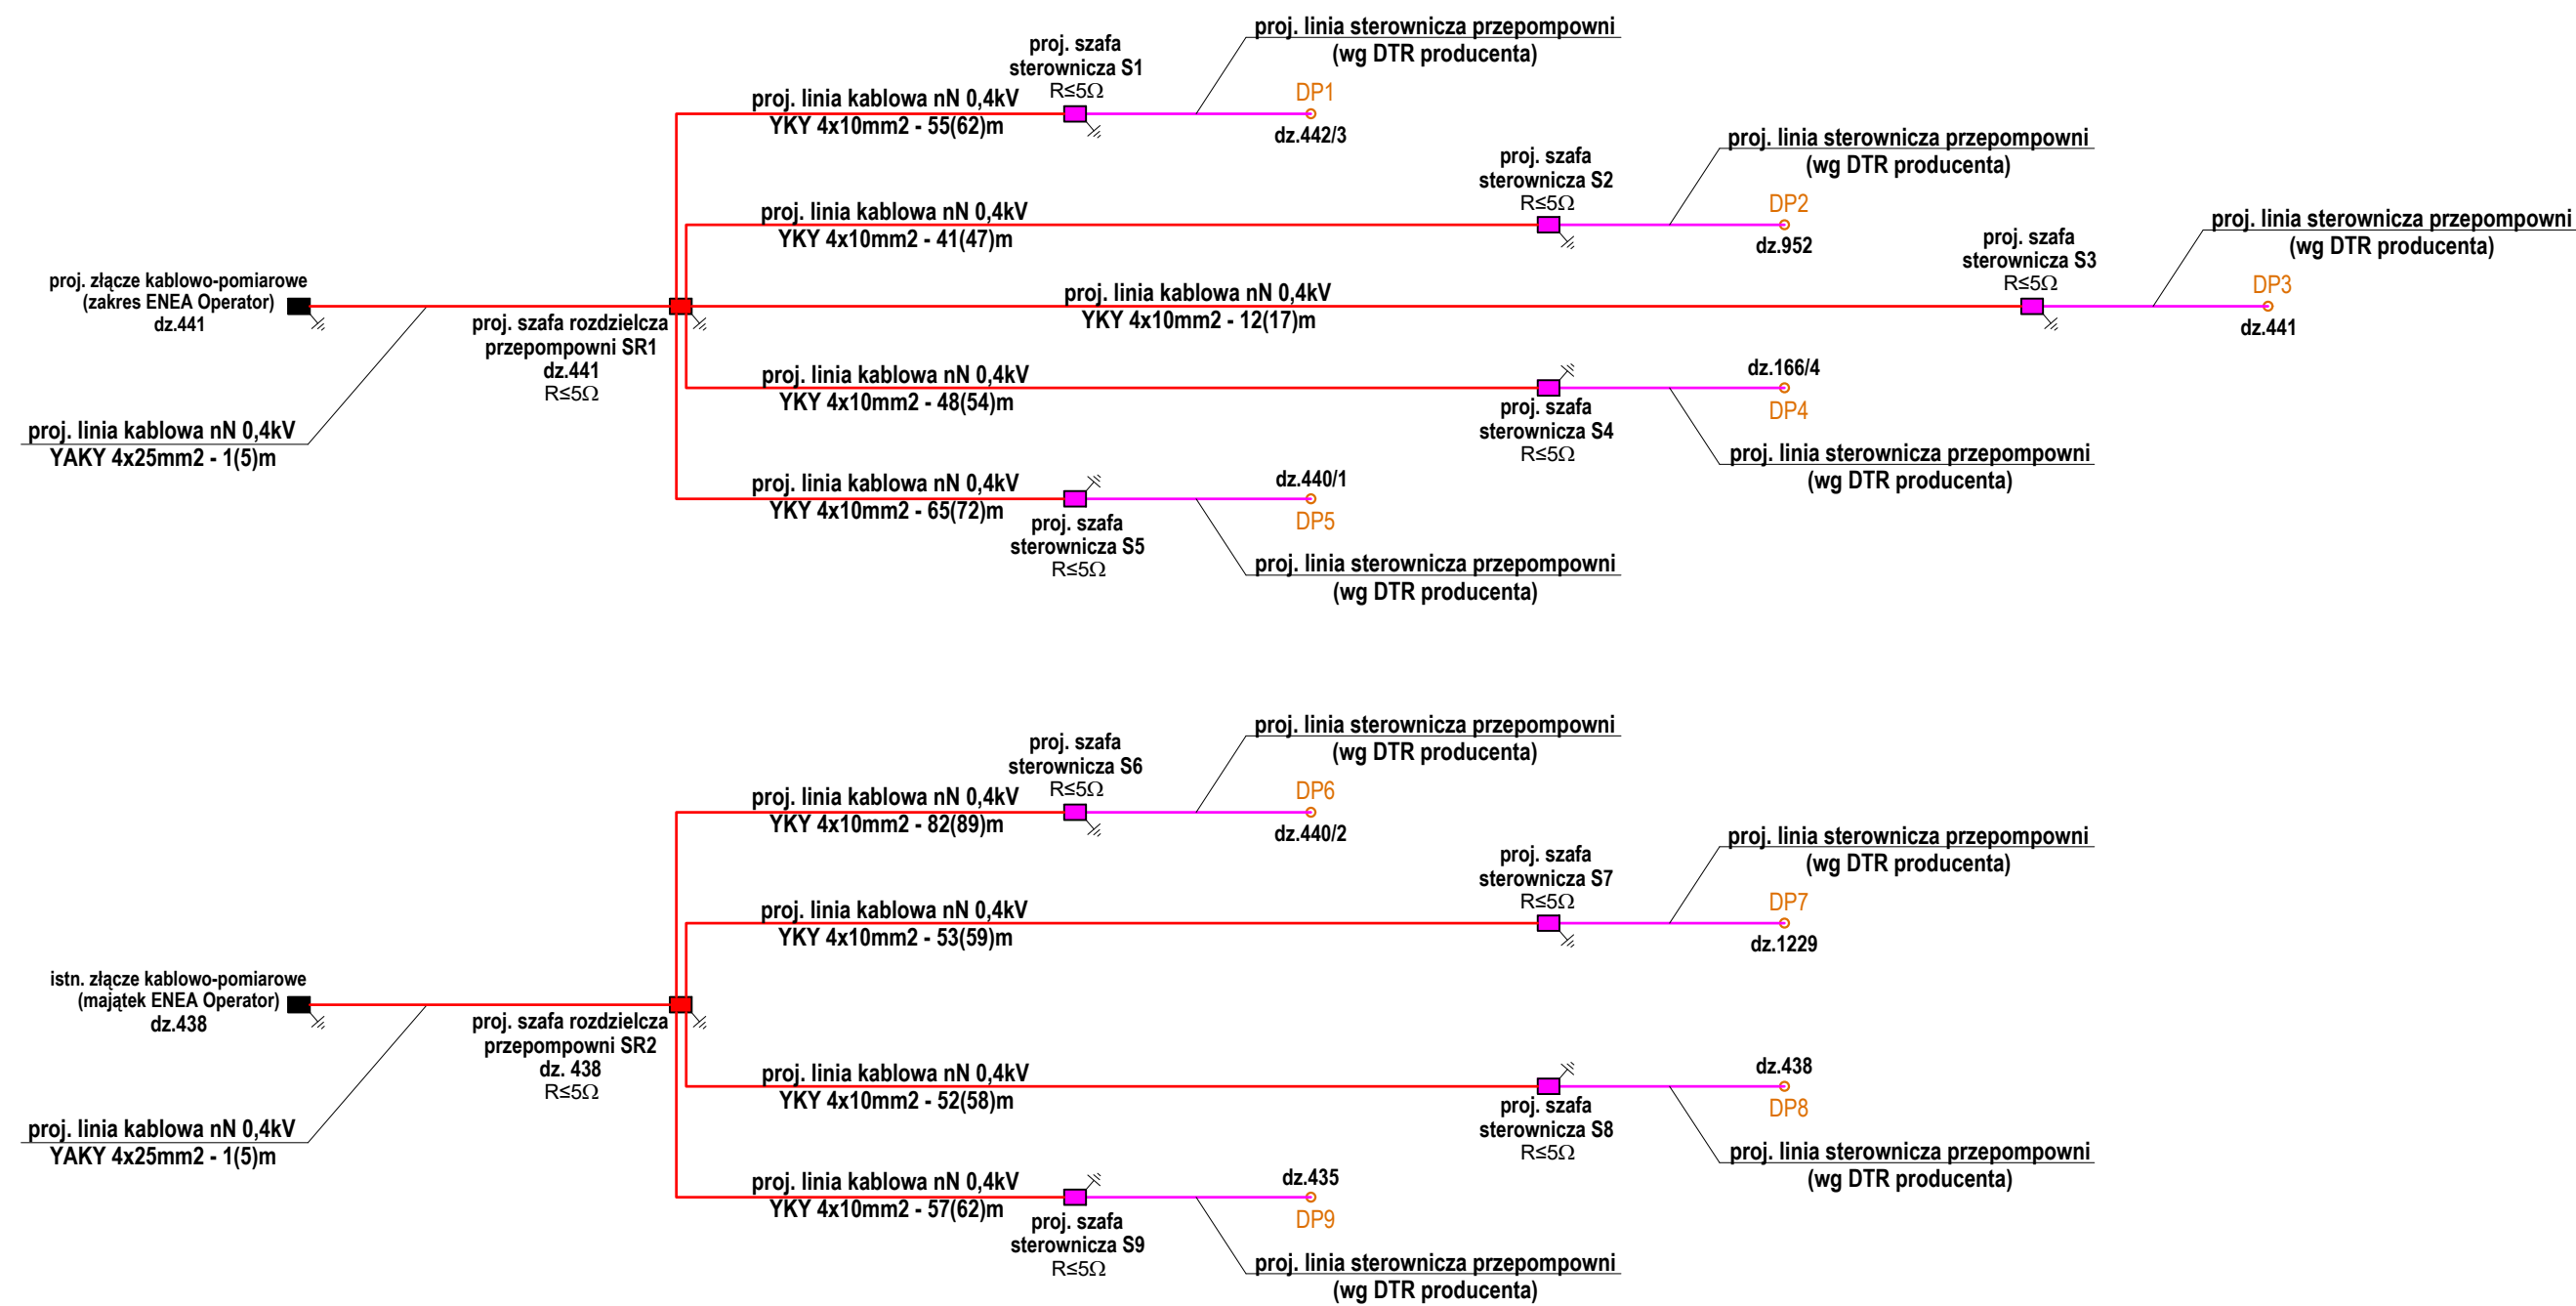 proj. linia sterownicza przepompowni
(wg DTR producenta)
proj. szafa
sterownicza S1
R≤5Ω
proj. linia kablowa nN 0,4kV
YKY 4x10mm2 - 55(62)m
DP1
dz.442/3
proj. linia sterownicza przepompowni
(wg DTR producenta)
proj. szafa
sterownicza S2
R≤5Ω
proj. linia kablowa nN 0,4kV
YKY 4x10mm2 - 41(47)m
DP2
dz.952
proj. linia sterownicza przepompowni
(wg DTR producenta)
proj. szafa
sterownicza S3
R≤5Ω
proj. linia kablowa nN 0,4kV
YKY 4x10mm2 - 12(17)m
DP3
dz.441
proj. złącze kablowo-pomiarowe
(zakres ENEA Operator)
dz.441
proj. szafa rozdzielcza
przepompowni SR1
dz.441
R≤5Ω
proj. linia kablowa nN 0,4kV
YAKY 4x25mm2 - 1(5)m
proj. linia kablowa nN 0,4kV
YKY 4x10mm2 - 48(54)m
proj. szafa
sterownicza S4
R≤5Ω
dz.166/4
DP4
proj. linia sterownicza przepompowni
(wg DTR producenta)
proj. linia kablowa nN 0,4kV
YKY 4x10mm2 - 65(72)m
proj. szafa
sterownicza S5
R≤5Ω
dz.440/1
DP5
proj. linia sterownicza przepompowni
(wg DTR producenta)
proj. linia sterownicza przepompowni
(wg DTR producenta)
proj. szafa
sterownicza S6
R≤5Ω
proj. linia kablowa nN 0,4kV
YKY 4x10mm2 - 82(89)m
DP6
dz.440/2
proj. linia sterownicza przepompowni
(wg DTR producenta)
proj. szafa
sterownicza S7
R≤5Ω
proj. linia kablowa nN 0,4kV
YKY 4x10mm2 - 53(59)m
DP7
dz.1229
istn. złącze kablowo-pomiarowe
(majątek ENEA Operator)
dz.438
proj. szafa rozdzielcza
przepompowni SR2
dz. 438
R≤5Ω
proj. linia kablowa nN 0,4kV
YAKY 4x25mm2 - 1(5)m
proj. linia kablowa nN 0,4kV
YKY 4x10mm2 - 52(58)m
proj. szafa
sterownicza S8
R≤5Ω
dz.438
DP8
proj. linia sterownicza przepompowni
(wg DTR producenta)
proj. linia kablowa nN 0,4kV
YKY 4x10mm2 - 57(62)m
proj. szafa
sterownicza S9
R≤5Ω
dz.435
DP9
proj. linia sterownicza przepompowni
(wg DTR producenta)